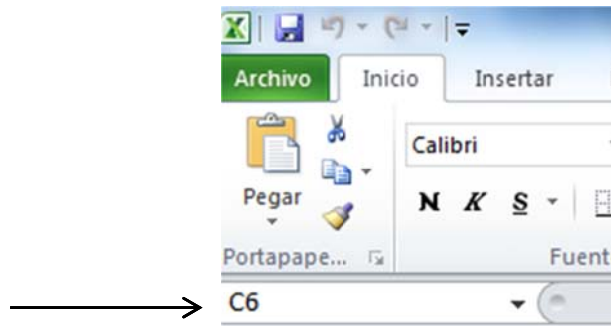 Archivo Inicio Insertar
Calibri
Pegar
N K S
Portapape... Fuent
C6